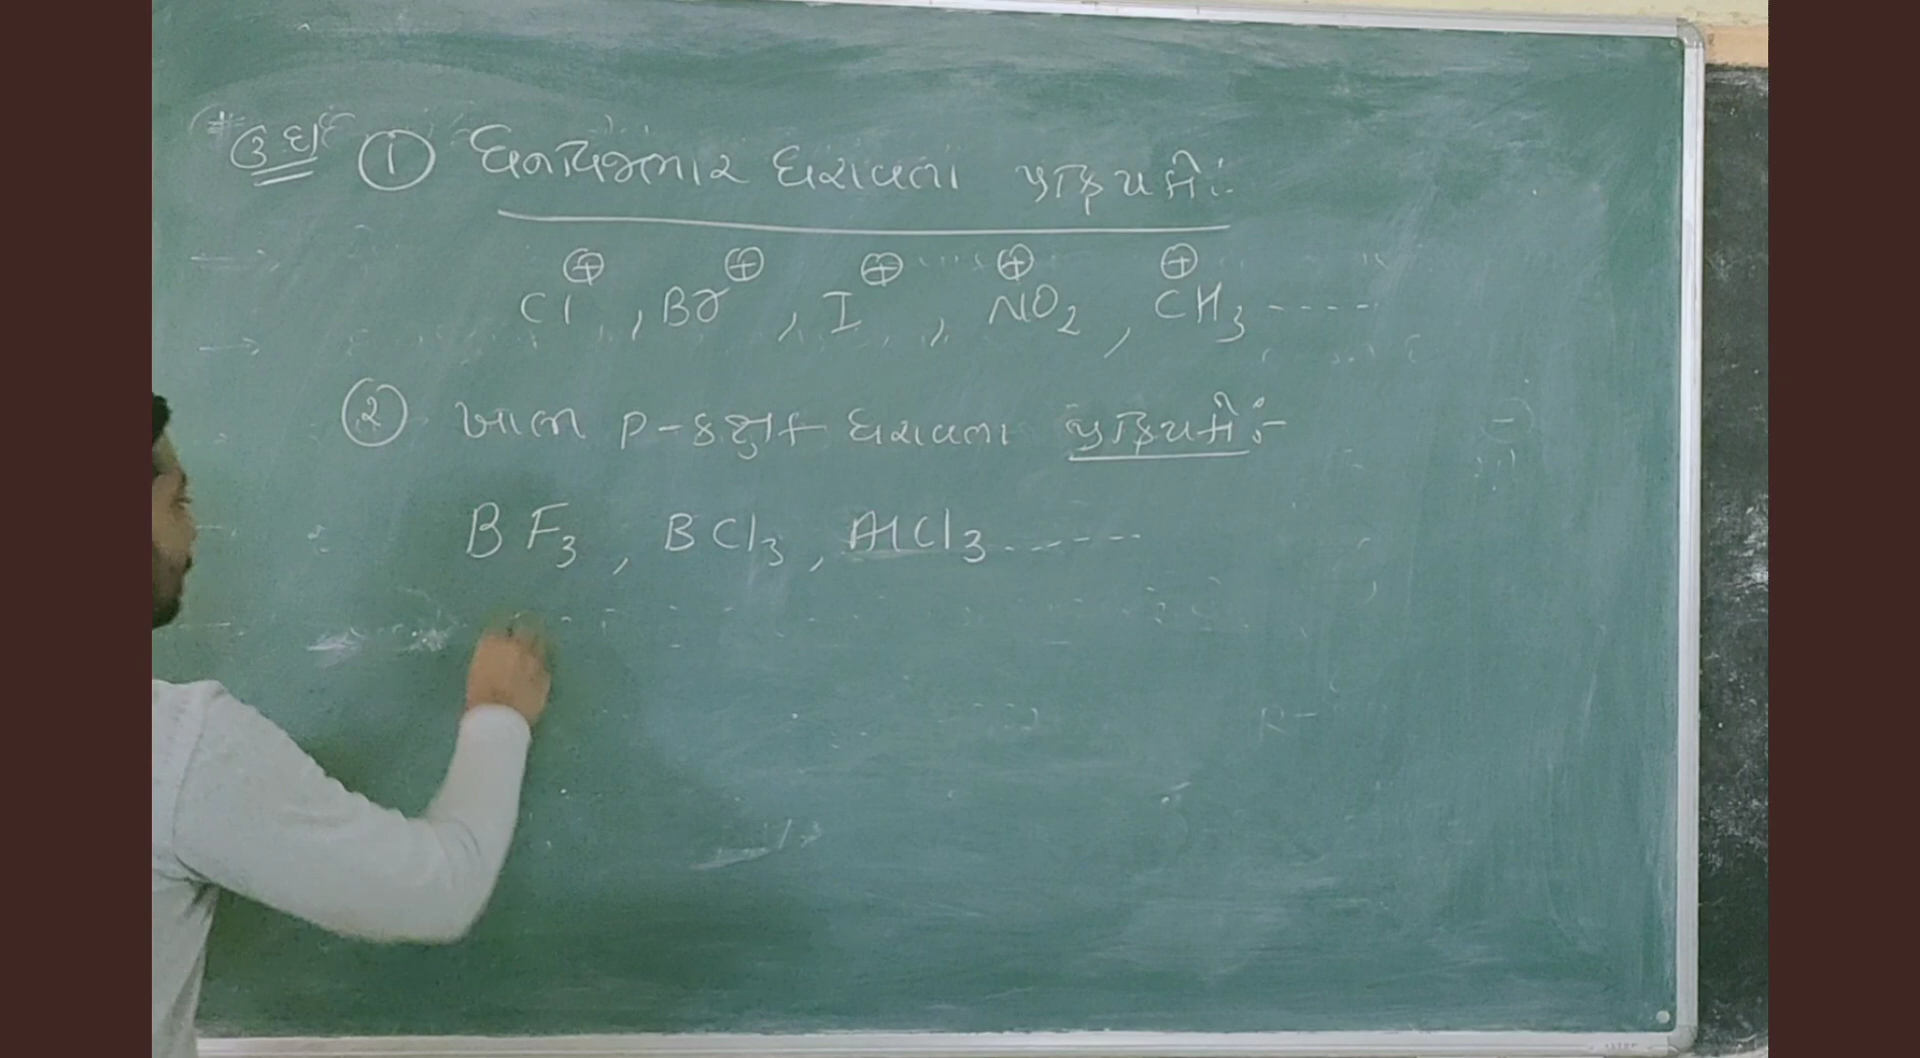 ઉદા ① ધનવિજભાર ધરાવતા પ્રક્રિયકો :-
Cl⊕, Br⊕, I⊕, NO₂⊕, CH₃⊕ ----
② ખાલી p-કક્ષક ધરાવતા પ્રક્રિયકો :-
BF₃, BCl₃, AlCl₃ ------